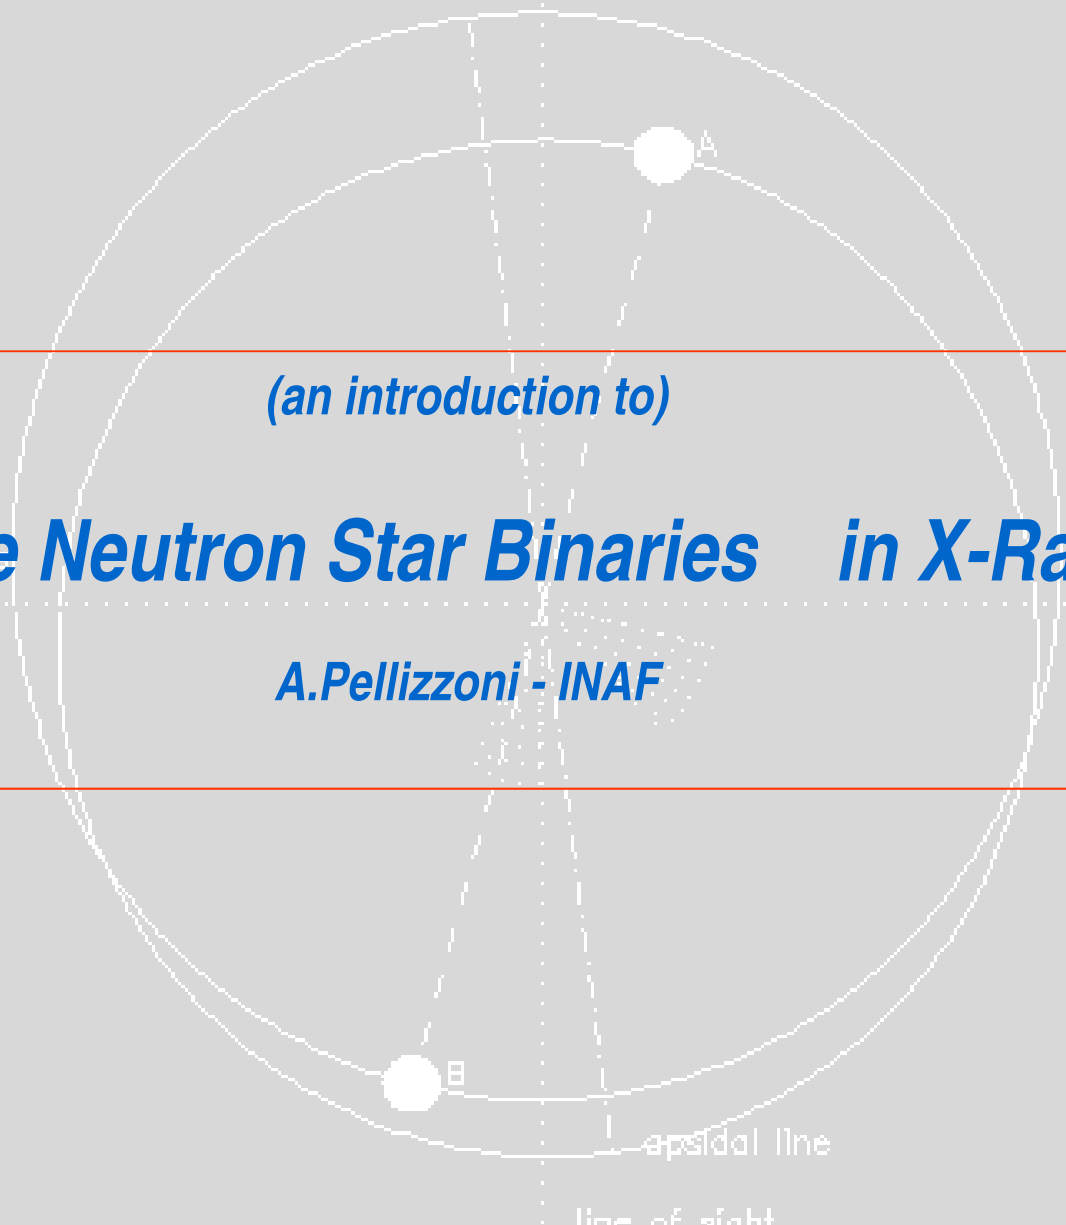 A
(an introduction to)
e Neutron Star Binaries in X-Ra
A.Pellizzoni - INAF
B
apsidal line
line of sight